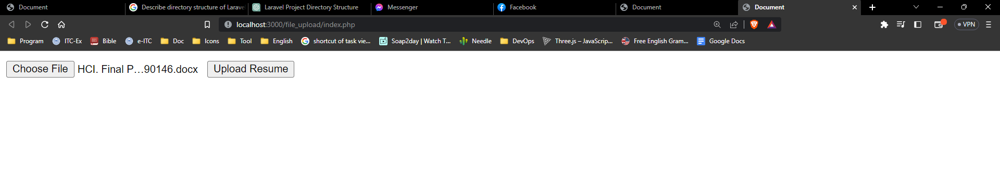 Document Describe directory structure of Larave Laravel Project Directory Structure Messenger Facebook Document Document
localhost:3000/file_upload/index.php VPN
Program ITC-Ex Bible e-ITC Doc Icons Tool English shortcut of task vie... Soap2day | Watch T... Needle DevOps Three.js – JavaScrip... Free English Gram... Google Docs
Choose File HCI. Final P...90146.docx Upload Resume